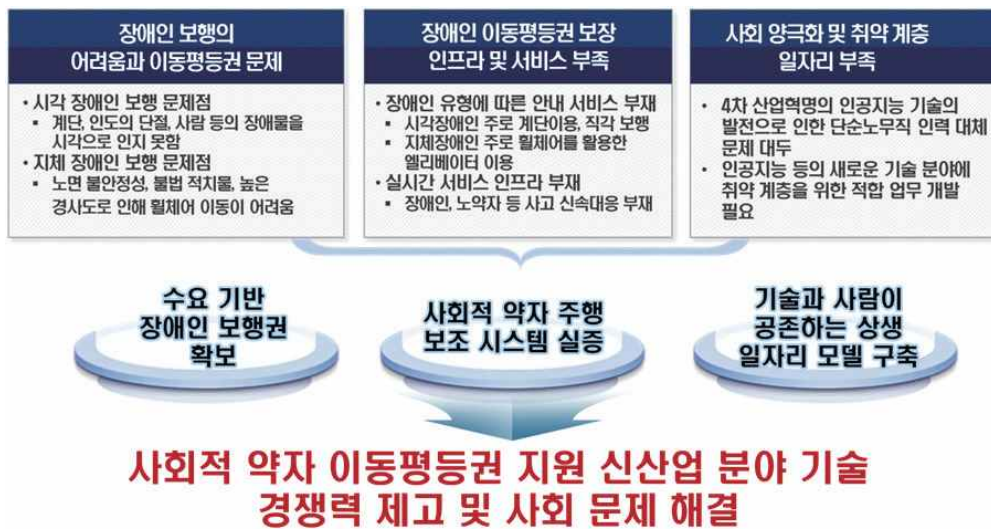 장애인 보행의
어려움과 이동평등권 문제
• 시각 장애인 보행 문제점
▪ 계단, 인도의 단절, 사람 등의 장애물을
시각으로 인지 못함
• 지체 장애인 보행 문제점
▪ 노면 불안정성, 불법 적치물, 높은
경사도로 인해 휠체어 이동이 어려움
장애인 이동평등권 보장
인프라 및 서비스 부족
• 장애인 유형에 따른 안내 서비스 부재
▪ 시각장애인 주로 계단이용, 직각 보행
▪ 지체장애인 주로 휠체어를 활용한
엘리베이터 이용
• 실시간 서비스 인프라 부재
▪ 장애인, 노약자 등 사고 신속대응 부재
사회 양극화 및 취약 계층
일자리 부족
• 4차 산업혁명의 인공지능 기술의
발전으로 인한 단순노무직 인력 대체
문제 대두
• 인공지능 등의 새로운 기술 분야에
취약 계층을 위한 적합 업무 개발
필요
수요 기반
장애인 보행권
확보
사회적 약자 주행
보조 시스템 실증
기술과 사람이
공존하는 상생
일자리 모델 구축
사회적 약자 이동평등권 지원 신산업 분야 기술
경쟁력 제고 및 사회 문제 해결